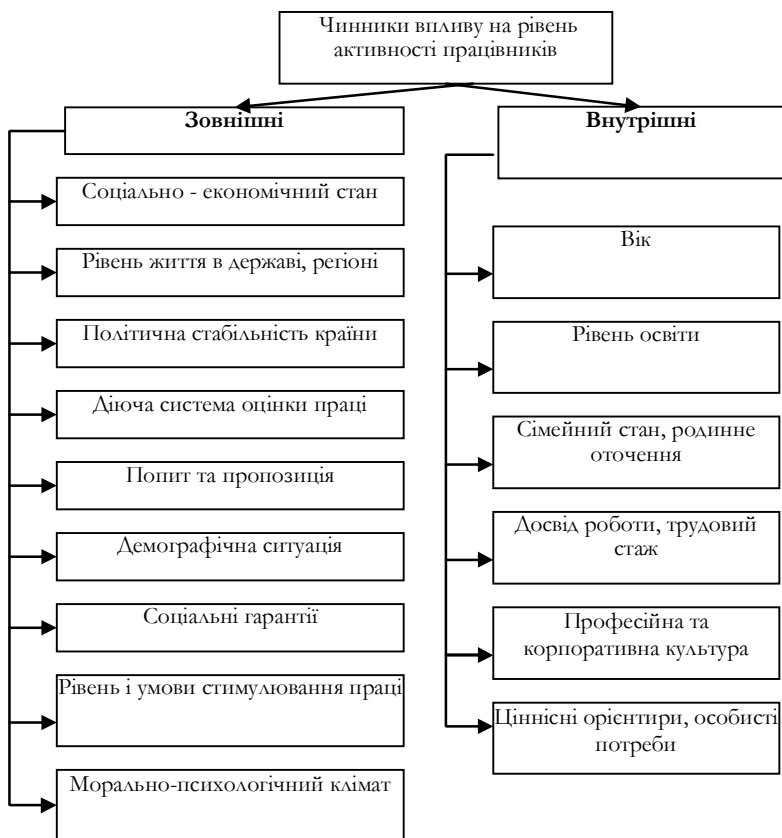 Чинники впливу на рівень
активності працівників
Зовнішні
Соціально - економічний стан
Рівень життя в державі, регіоні
Політична стабільність країни
Діюча система оцінки праці
Попит та пропозиція
Демографічна ситуація
Соціальні гарантії
Рівень і умови стимулювання праці
Морально-психологічний клімат
Внутрішні
Вік
Рівень освіти
Сімейний стан, родинне
оточення
Досвід роботи, трудовий
стаж
Професійна та
корпоративна культура
Ціннісні орієнтири, особисті
потреби